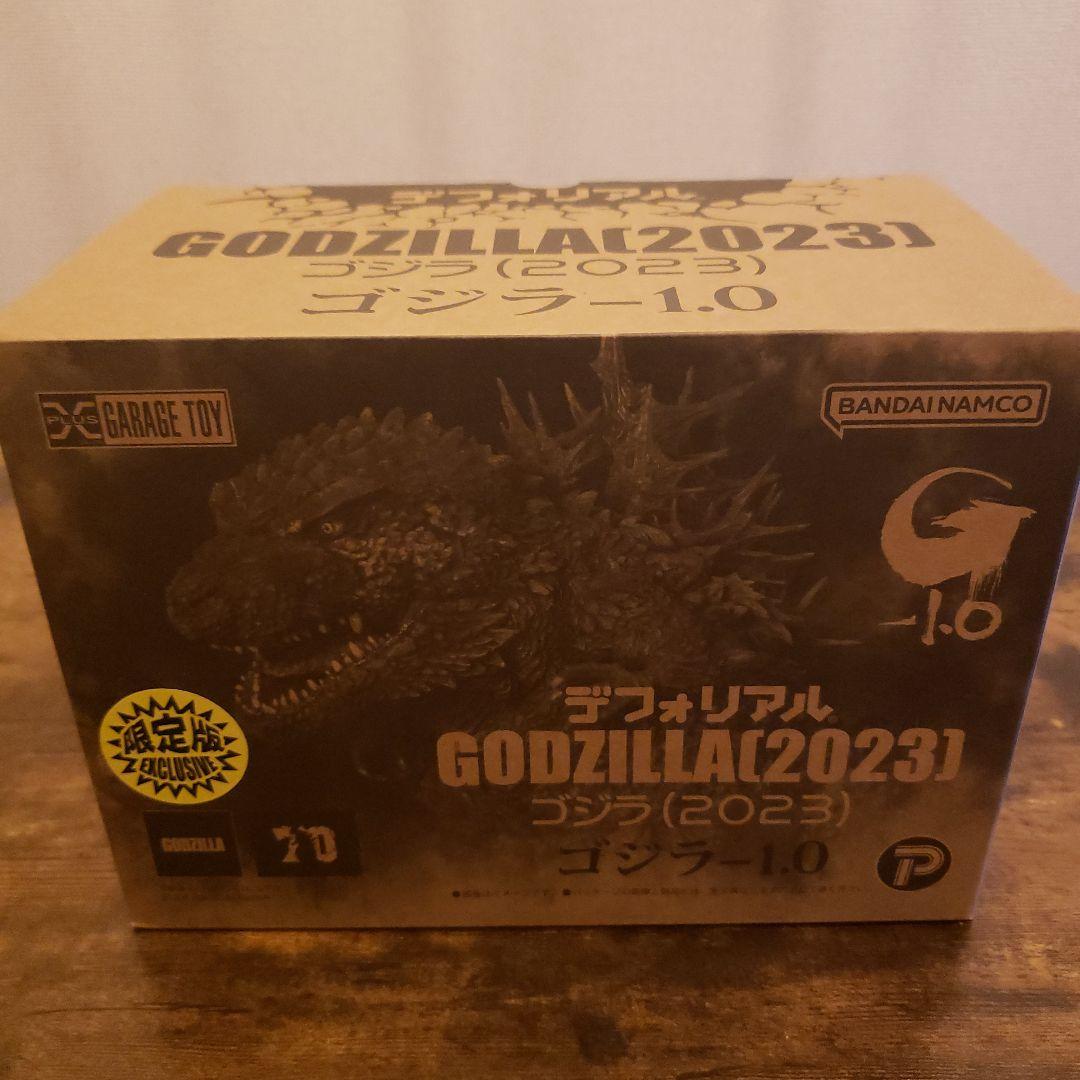 デフォリアル
GODZILLA(2023)
ゴジラ(2023)
ゴジラ-1.0
X PLUS GARAGE TOY
BANDAI NAMCO
G
-1.0
デフォリアル
GODZILLA(2023)
ゴジラ(2023)
ゴジラ-1.0
限定版
EXCLUSIVE
GODZILLA
70
P